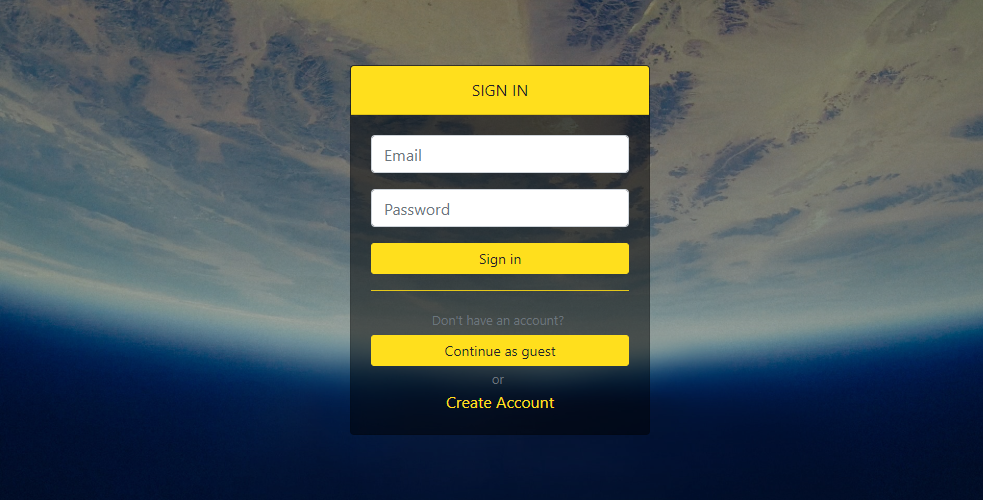 SIGN IN
Email
Password
Sign in
Don't have an account?
Continue as guest
or
Create Account